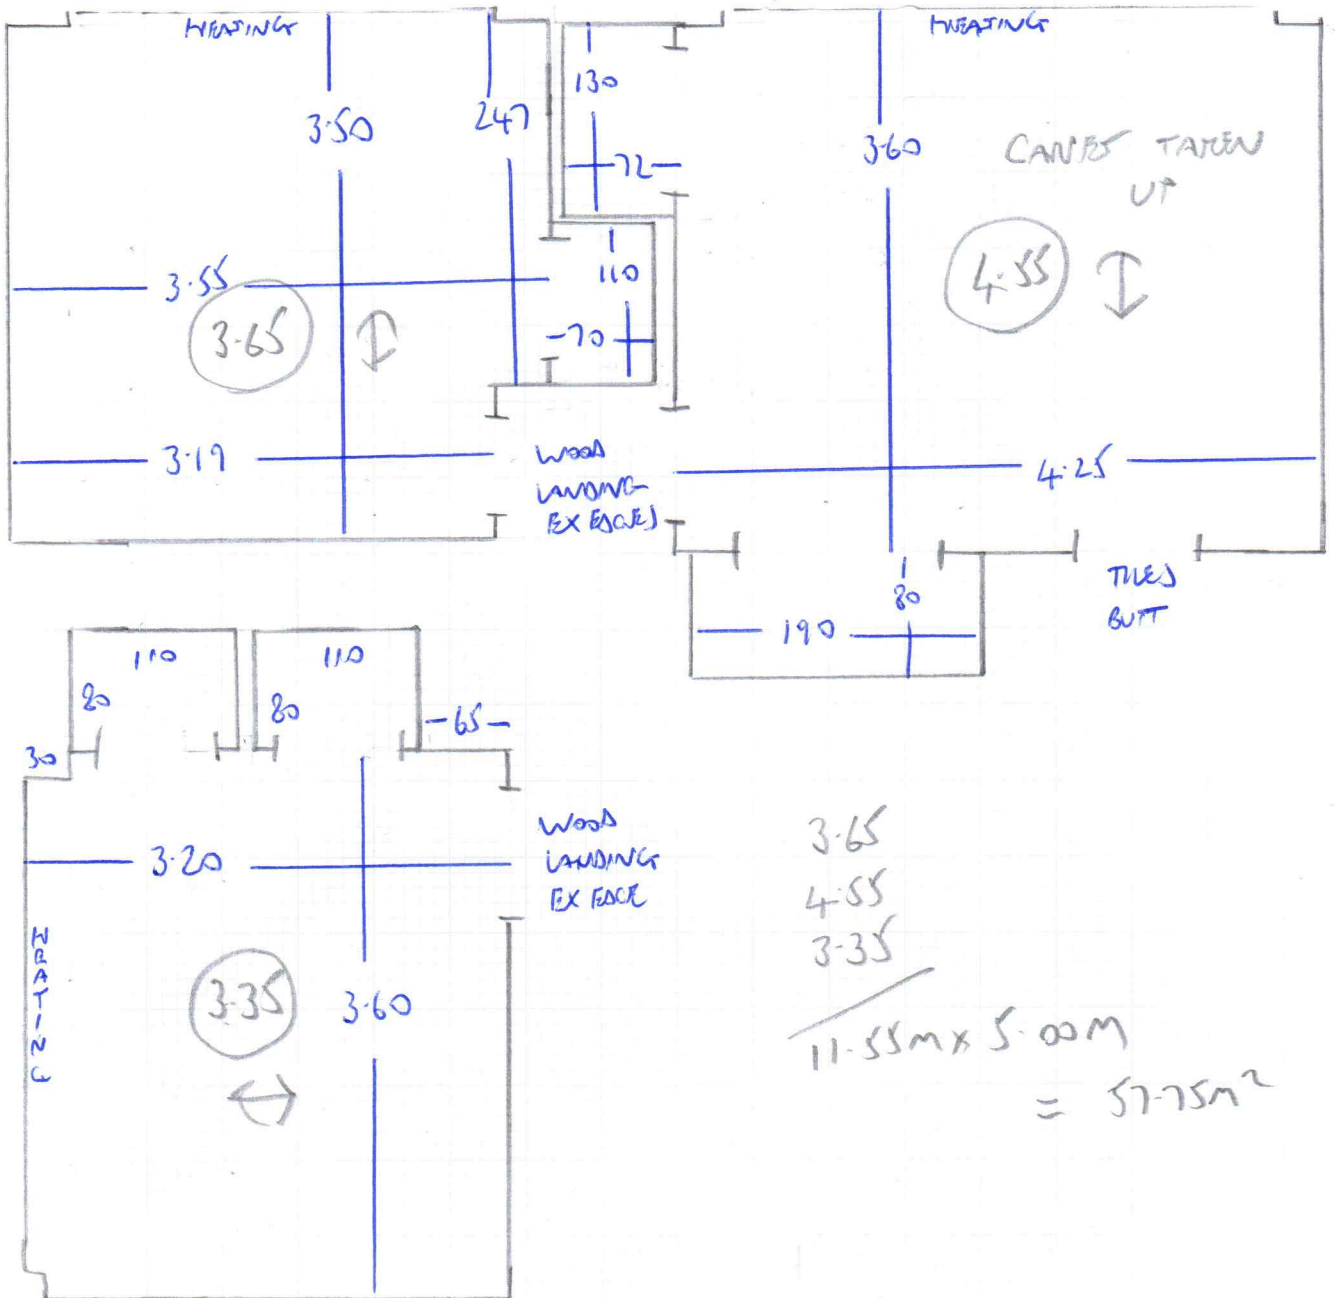 HEATING
HEATING
3.50
247
130
72
3.60
CARPET TAKEN
UP
3.55
110
4.55
3.65
70
3.19
WOOD
LANDING
EX EDGES
4.25
190
80
TILES
BUTT
110
110
80
80
65
30
3.20
WOOD
LANDING
EX EDGE
HEATING
3.35
3.60
3.65
4.55
3.35
11.55m x 5.00m
= 57.75m²